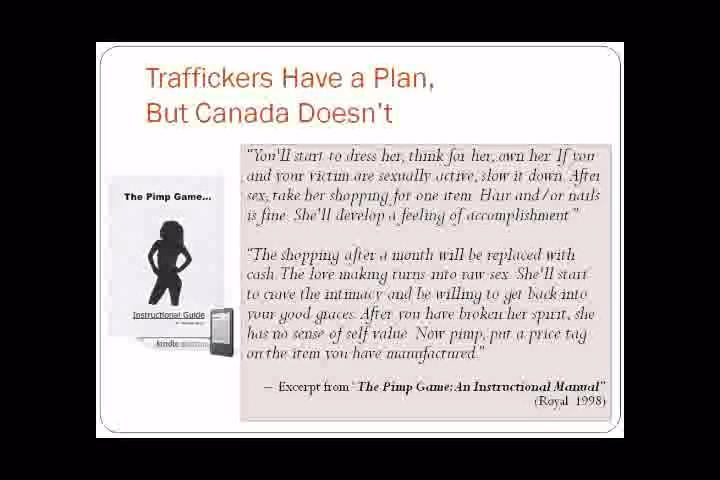 Traffickers Have a Plan,
But Canada Doesn't
"You'll start to dress her, think for her, own her. If you
and your victim are sexually active, slow it down. After
sex, take her shopping for one item. Hair and/or nails
is fine. She'll develop a feeling of accomplishment."
The Pimp Game...
"The shopping after a month will be replaced with
cash. The love making turns into raw sex. She'll start
to crave the intimacy and be willing to get back into
your good graces. After you have broken her spirit, she
has no sense of self value. Now pimp, put a price tag
on the item you have manufactured."
Instructional Guide
kindle edition
– Excerpt from "The Pimp Game: An Instructional Manual"
(Royal 1998)